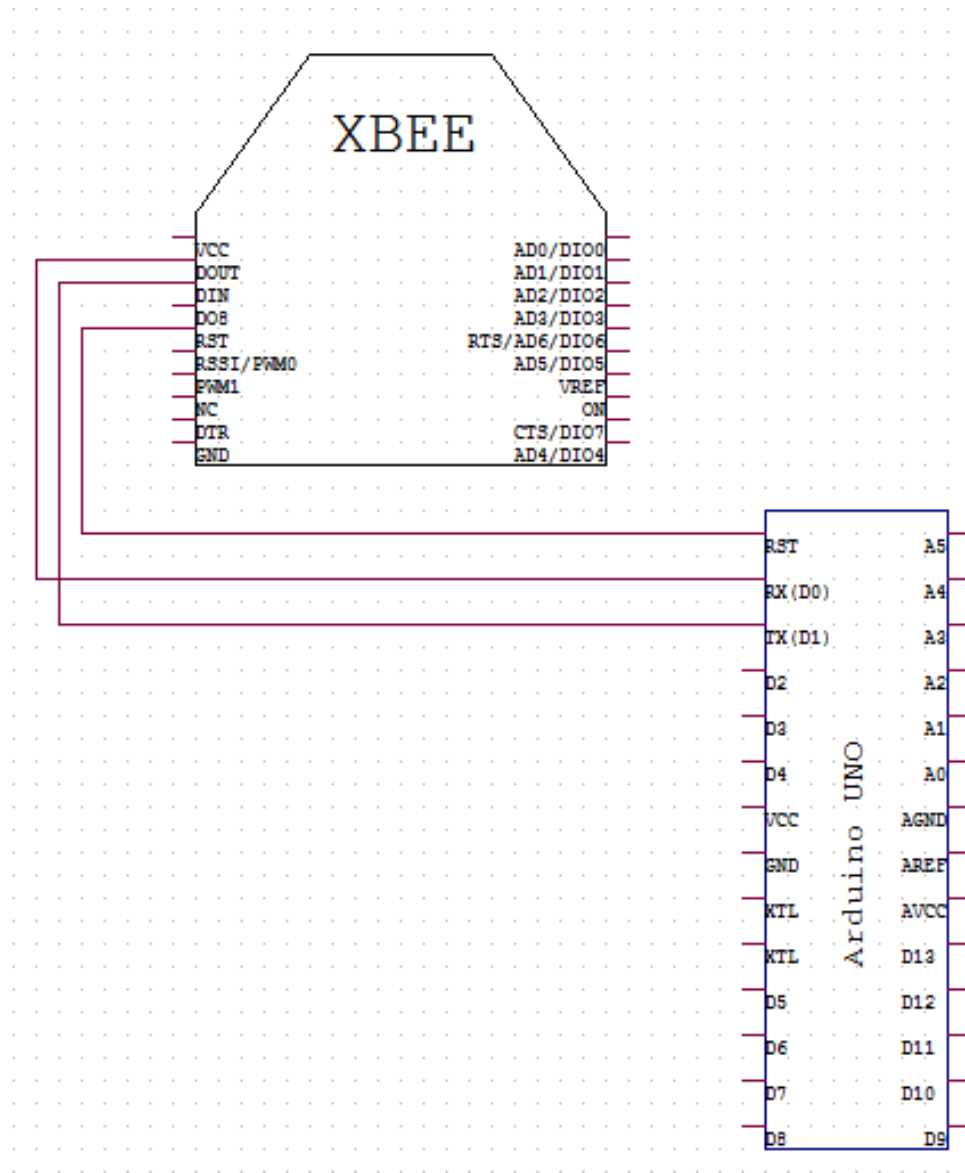 XBEE
VCC
DOUT
DIN
DO8
RST
RSSI/PWM0
PWM1
NC
DTR
GND
AD0/DIO0
AD1/DIO1
AD2/DIO2
AD3/DIO3
RTS/AD6/DIO6
AD5/DIO5
VREF
ON
CTS/DIO7
AD4/DIO4
RST
RX(D0)
TX(D1)
D2
D3
D4
VCC
GND
XTL
XTL
D5
D6
D7
D8
Arduino UNO
A5
A4
A3
A2
A1
A0
AGND
AREF
AVCC
D13
D12
D11
D10
D9